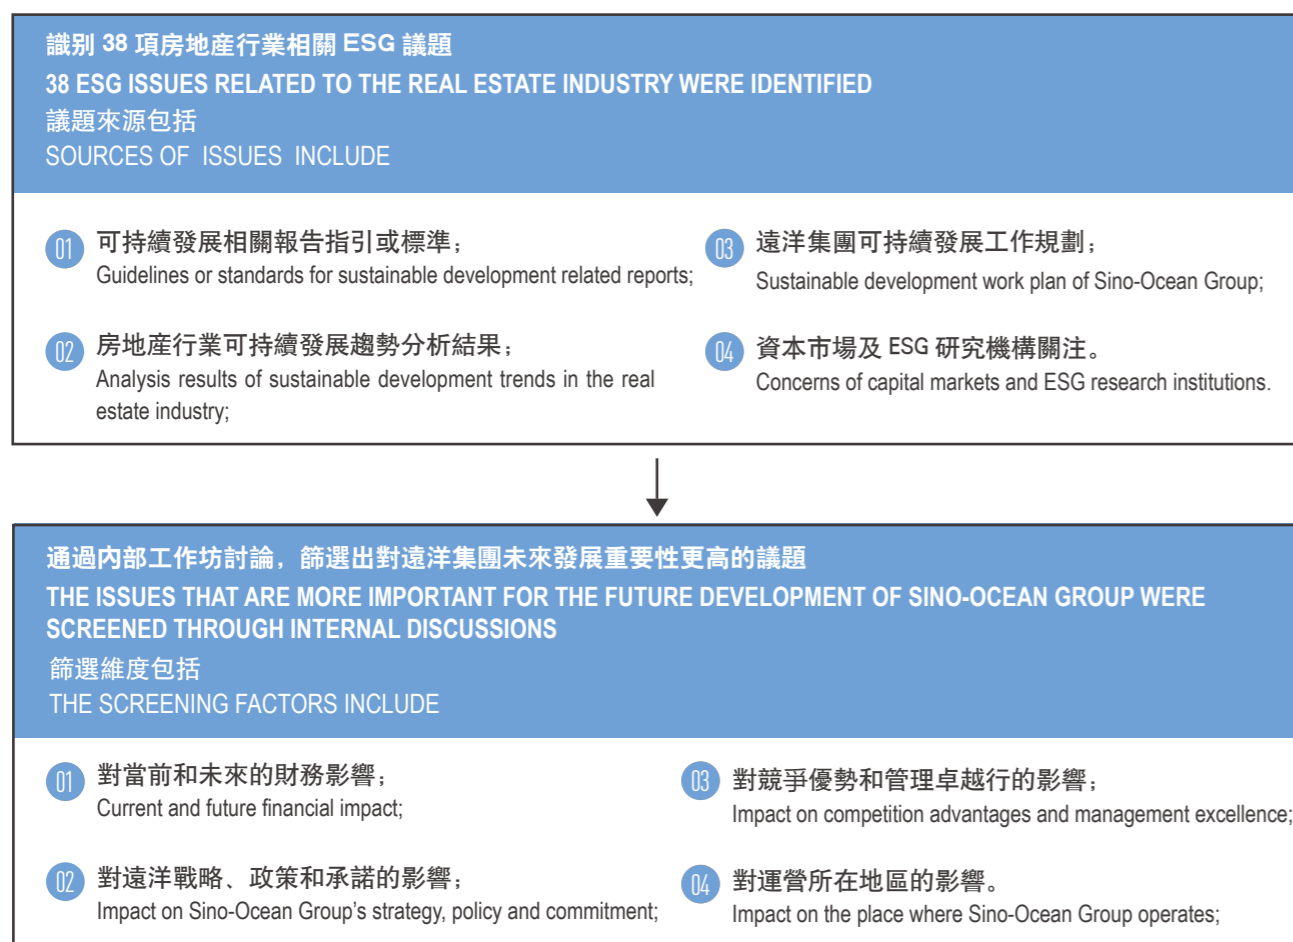 識別 38 項房地產行業相關 ESG 議題
38 ESG ISSUES RELATED TO THE REAL ESTATE INDUSTRY WERE IDENTIFIED
議題來源包括
SOURCES OF ISSUES INCLUDE
01 可持續發展相關報告指引或標準;
Guidelines or standards for sustainable development related reports;
02 房地產行業可持續發展趨勢分析結果;
Analysis results of sustainable development trends in the real
estate industry;
03 遠洋集團可持續發展工作規劃;
Sustainable development work plan of Sino-Ocean Group;
04 資本市場及 ESG 研究機構關注。
Concerns of capital markets and ESG research institutions.
通過內部工作坊討論，篩選出對遠洋集團未來發展重要性更高的議題
THE ISSUES THAT ARE MORE IMPORTANT FOR THE FUTURE DEVELOPMENT OF SINO-OCEAN GROUP WERE
SCREENED THROUGH INTERNAL DISCUSSIONS
篩選維度包括
THE SCREENING FACTORS INCLUDE
01 對當前和未來的財務影響;
Current and future financial impact;
02 對遠洋戰略、政策和承諾的影響;
Impact on Sino-Ocean Group's strategy, policy and commitment;
03 對競爭優勢和管理卓越行的影響;
Impact on competition advantages and management excellence;
04 對運營所在地區的影響。
Impact on the place where Sino-Ocean Group operates;